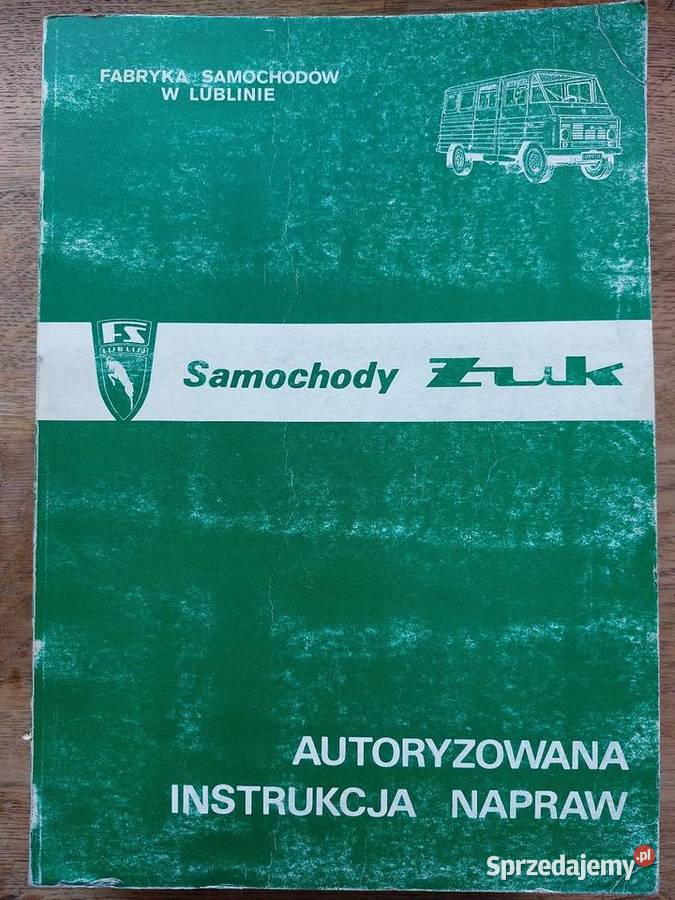 FABRYKA SAMOCHODÓW
W LUBLINIE
FS
LUBLIN
Samochody Żuk
AUTORYZOWANA
INSTRUKCJA NAPRAW
Sprzedajemy.pl